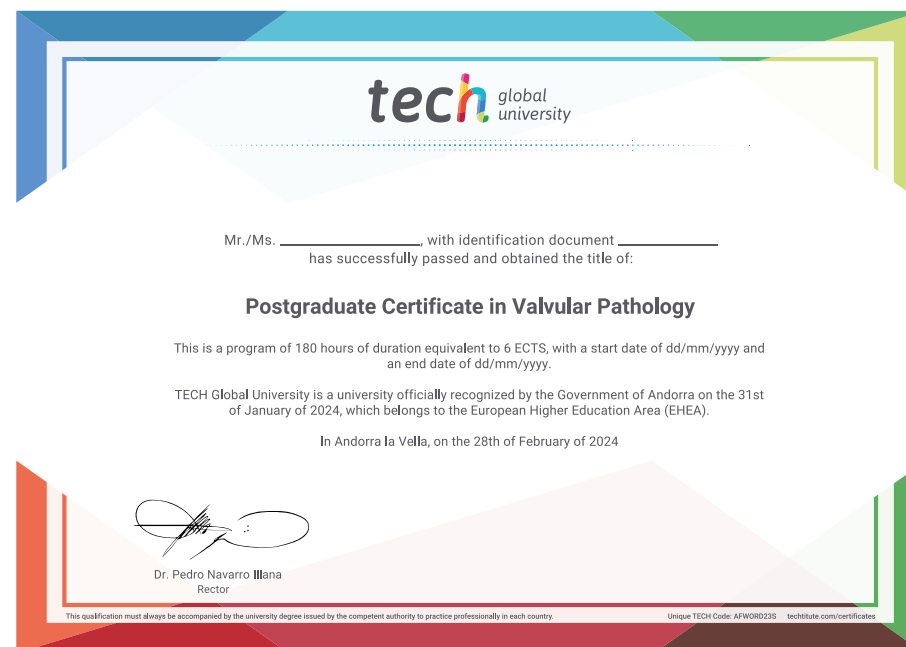 tech global
university
Mr./Ms. ____________, with identification document ____________
has successfully passed and obtained the title of:
Postgraduate Certificate in Valvular Pathology
This is a program of 180 hours of duration equivalent to 6 ECTS, with a start date of dd/mm/yyyy and
an end date of dd/mm/yyyy.
TECH Global University is a university officially recognized by the Government of Andorra on the 31st
of January of 2024, which belongs to the European Higher Education Area (EHEA).
In Andorra la Vella, on the 28th of February of 2024
Dr. Pedro Navarro Illana
Rector
This qualification must always be accompanied by the university degree issued by the competent authority to practice professionally in each country. Unique TECH Code: AFWORD23S techtitute.com/certificates